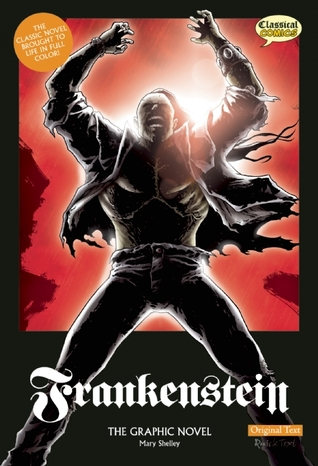 THE
CLASSIC NOVEL
BROUGHT TO
LIFE IN FULL
COLOR!
Classical
COMICS
Frankenstein
THE GRAPHIC NOVEL
Mary Shelley
Original Text
Text